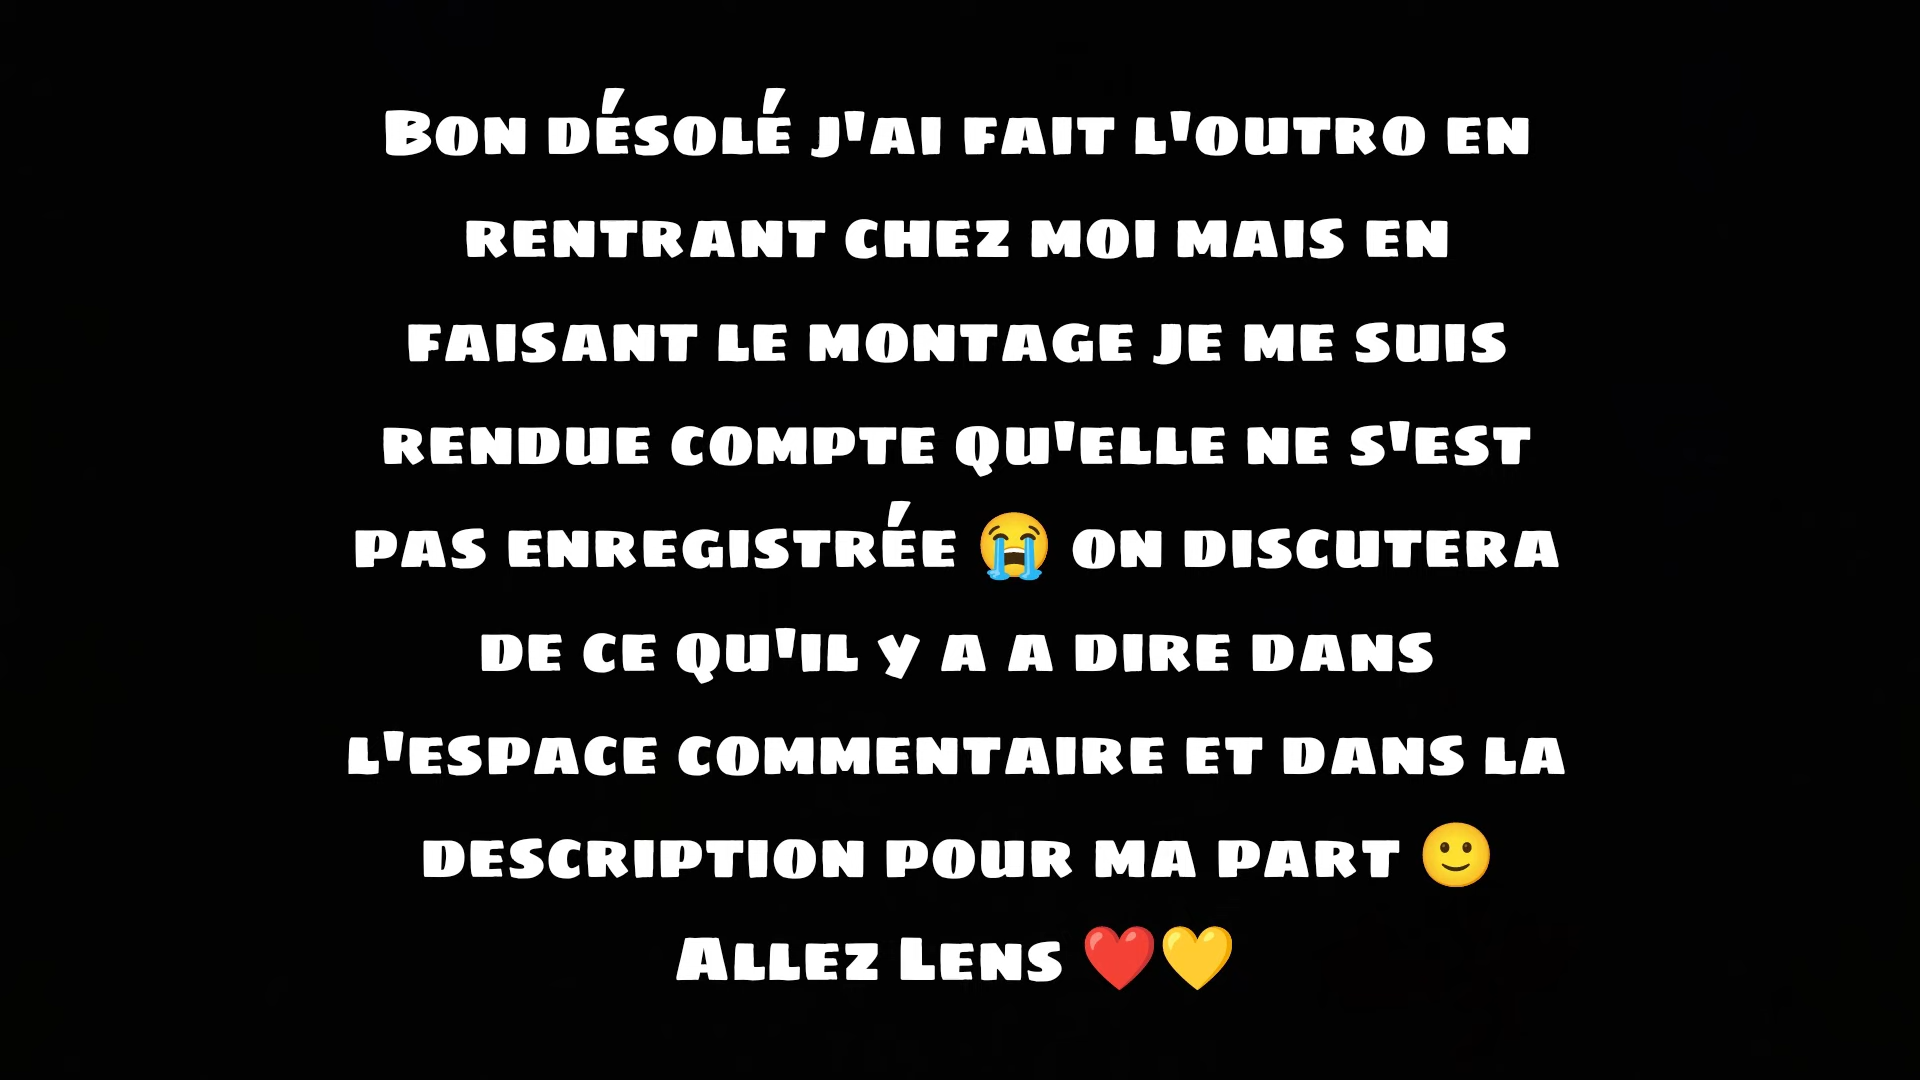 Bon désolé j'ai fait l'outro en
rentrant chez moi mais en
faisant le montage je me suis
rendue compte qu'elle ne s'est
pas enregistrée 😭 on discutera
de ce qu'il y a a dire dans
l'espace commentaire et dans la
description pour ma part 🙂
Allez Lens ❤️💛